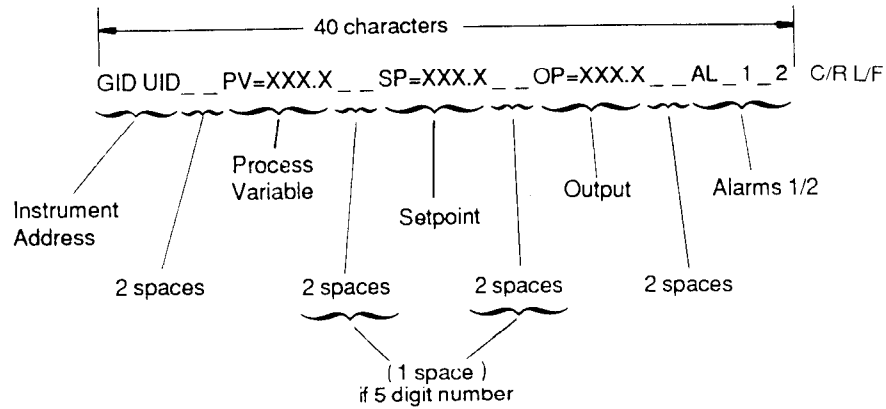 40 characters
GID UID_ _PV=XXX.X_ _SP=XXX.X_ _OP=XXX.X_ _AL_1_2 C/R L/F
Instrument
Address
Process
Variable
Setpoint
Output
Alarms 1/2
2 spaces
2 spaces
2 spaces
2 spaces
( 1 space )
if 5 digit number